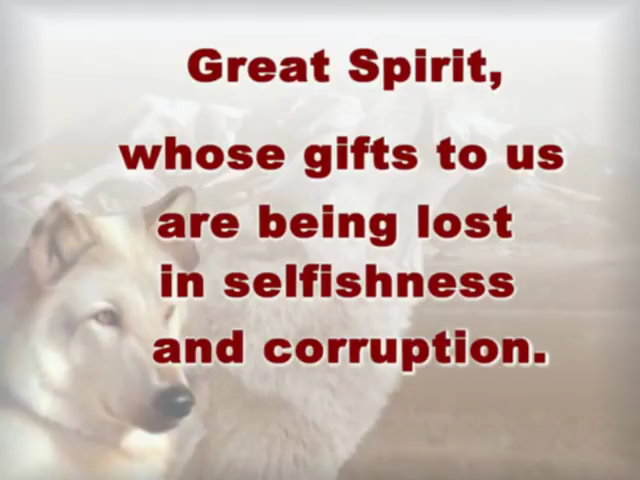 Great Spirit,
whose gifts to us
are being lost
in selfishness
and corruption.